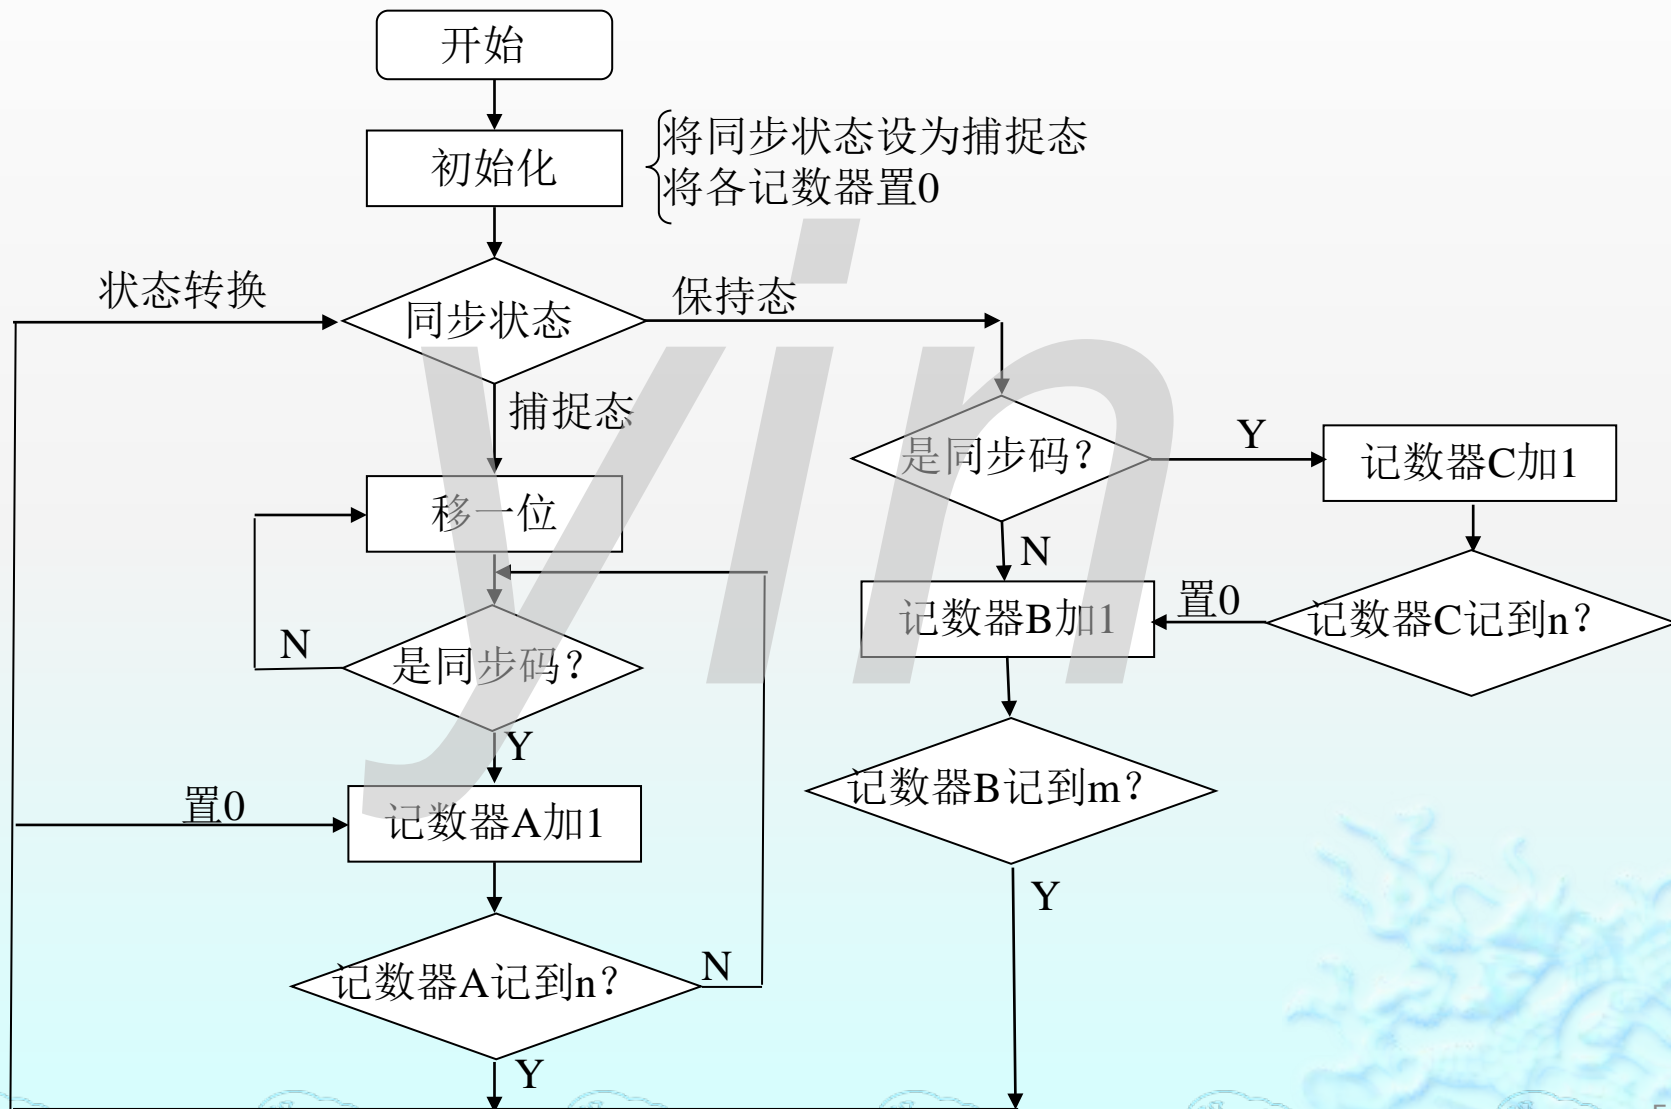 开始
初始化
将同步状态设为捕捉态
将各记数器置0
状态转换
同步状态
保持态
捕捉态
是同步码?
Y
记数器C加1
移一位
N
记数器B加1
置0
记数器C记到n?
N
是同步码?
Y
记数器B记到m?
置0
记数器A加1
Y
记数器A记到n?
N
Y
yin